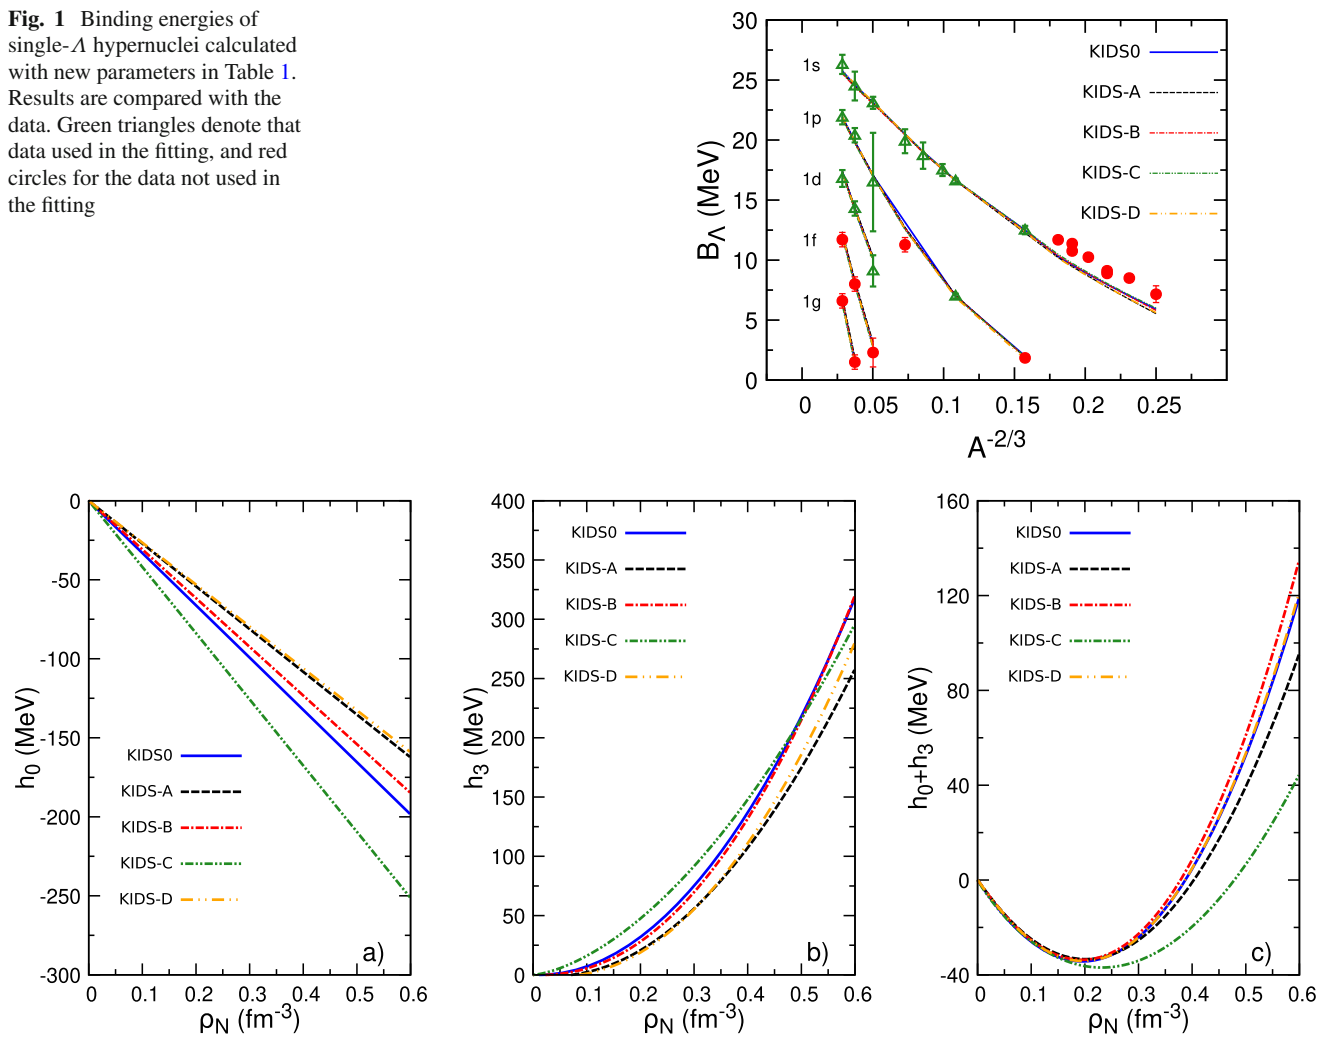 Fig. 1 Binding energies of
single-Λ hypernuclei calculated
with new parameters in Table 1.
Results are compared with the
data. Green triangles denote that
data used in the fitting, and red
circles for the data not used in
the fitting
30
25
20
15
10
5
0
B_Λ (MeV)
1s
1p
1d
1f
1g
KIDS0
KIDS-A
KIDS-B
KIDS-C
KIDS-D
0 0.05 0.1 0.15 0.2 0.25
A^-2/3
0
-50
-100
-150
-200
-250
-300
h_0 (MeV)
KIDS0
KIDS-A
KIDS-B
KIDS-C
KIDS-D
a)
0 0.1 0.2 0.3 0.4 0.5 0.6
ρ_N (fm^-3)
400
350
300
250
200
150
100
50
0
h_3 (MeV)
KIDS0
KIDS-A
KIDS-B
KIDS-C
KIDS-D
b)
0 0.1 0.2 0.3 0.4 0.5 0.6
ρ_N (fm^-3)
160
120
80
40
0
-40
h_0+h_3 (MeV)
KIDS0
KIDS-A
KIDS-B
KIDS-C
KIDS-D
c)
0 0.1 0.2 0.3 0.4 0.5 0.6
ρ_N (fm^-3)